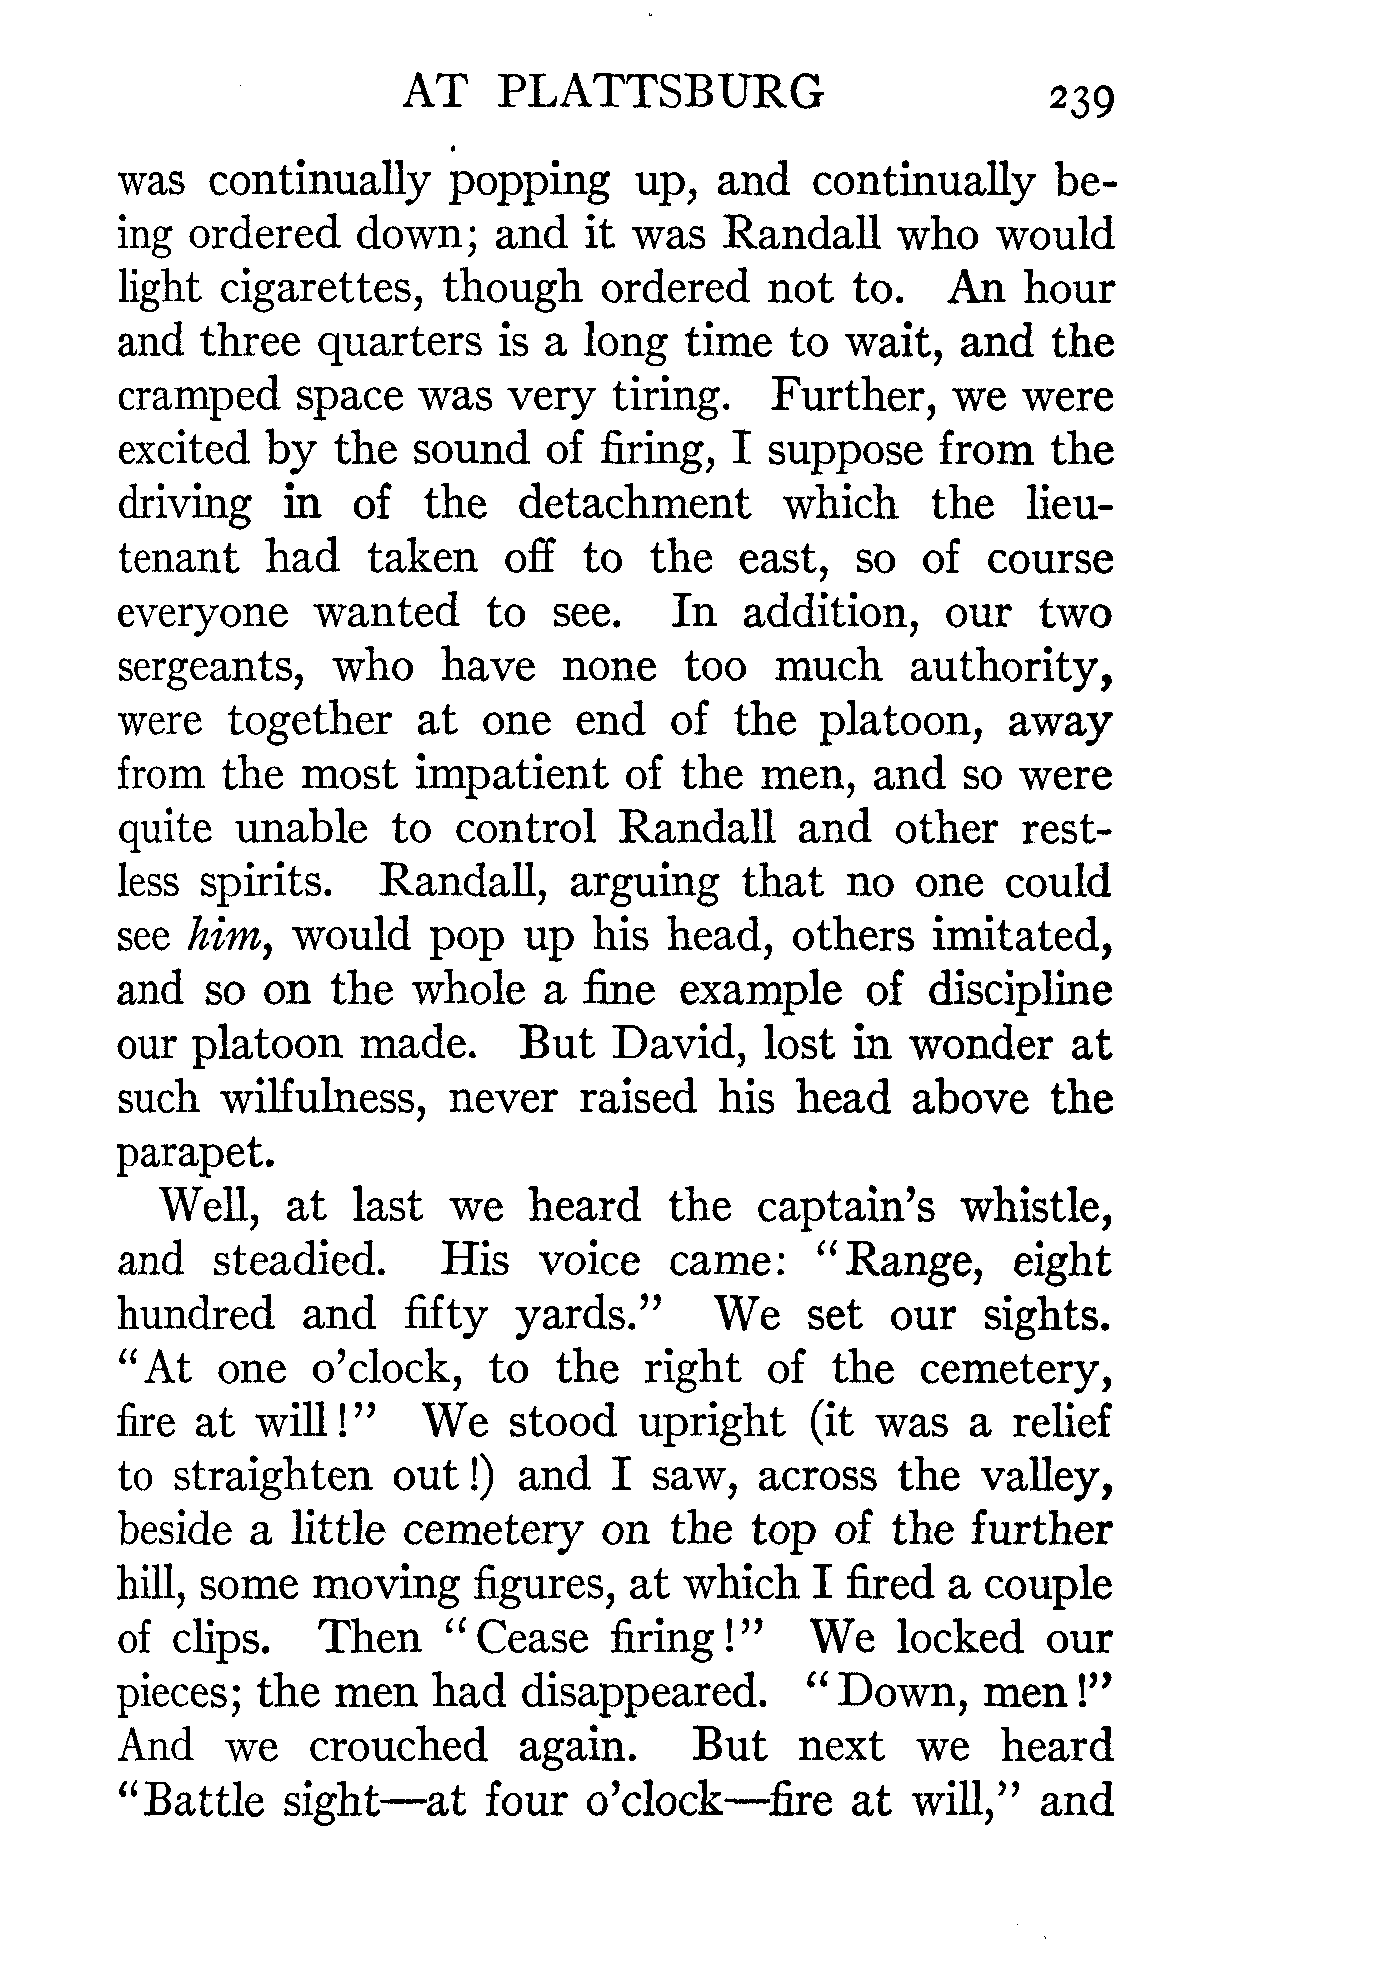 AT PLATTSBURG 239
was continually popping up, and continually be-
ing ordered down; and it was Randall who would
light cigarettes, though ordered not to. An hour
and three quarters is a long time to wait, and the
cramped space was very tiring. Further, we were
excited by the sound of firing, I suppose from the
driving in of the detachment which the lieu-
tenant had taken off to the east, so of course
everyone wanted to see. In addition, our two
sergeants, who have none too much authority,
were together at one end of the platoon, away
from the most impatient of the men, and so were
quite unable to control Randall and other rest-
less spirits. Randall, arguing that no one could
see him, would pop up his head, others imitated,
and so on the whole a fine example of discipline
our platoon made. But David, lost in wonder at
such wilfulness, never raised his head above the
parapet.
Well, at last we heard the captain's whistle,
and steadied. His voice came: "Range, eight
hundred and fifty yards." We set our sights.
"At one o'clock, to the right of the cemetery,
fire at will!" We stood upright (it was a relief
to straighten out!) and I saw, across the valley,
beside a little cemetery on the top of the further
hill, some moving figures, at which I fired a couple
of clips. Then "Cease firing!" We locked our
pieces; the men had disappeared. "Down, men!"
And we crouched again. But next we heard
"Battle sight—at four o'clock—fire at will," and